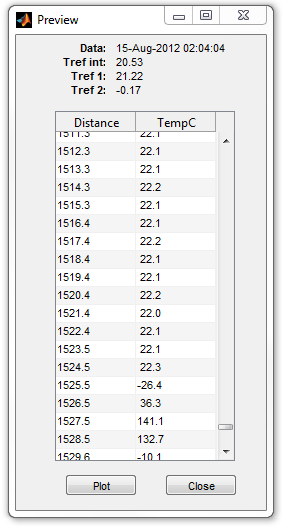 Preview
Data: 15-Aug-2012 02:04:04
Tref int: 20.53
Tref 1: 21.22
Tref 2: -0.17
Distance TempC
1511.3 22.1
1512.3 22.1
1513.3 22.1
1514.3 22.2
1515.3 22.1
1516.4 22.1
1517.4 22.2
1518.4 22.1
1519.4 22.1
1520.4 22.2
1521.4 22.0
1522.4 22.1
1523.5 22.1
1524.5 22.3
1525.5 -26.4
1526.5 36.3
1527.5 141.1
1528.5 132.7
1529.6 -10.1
Plot Close